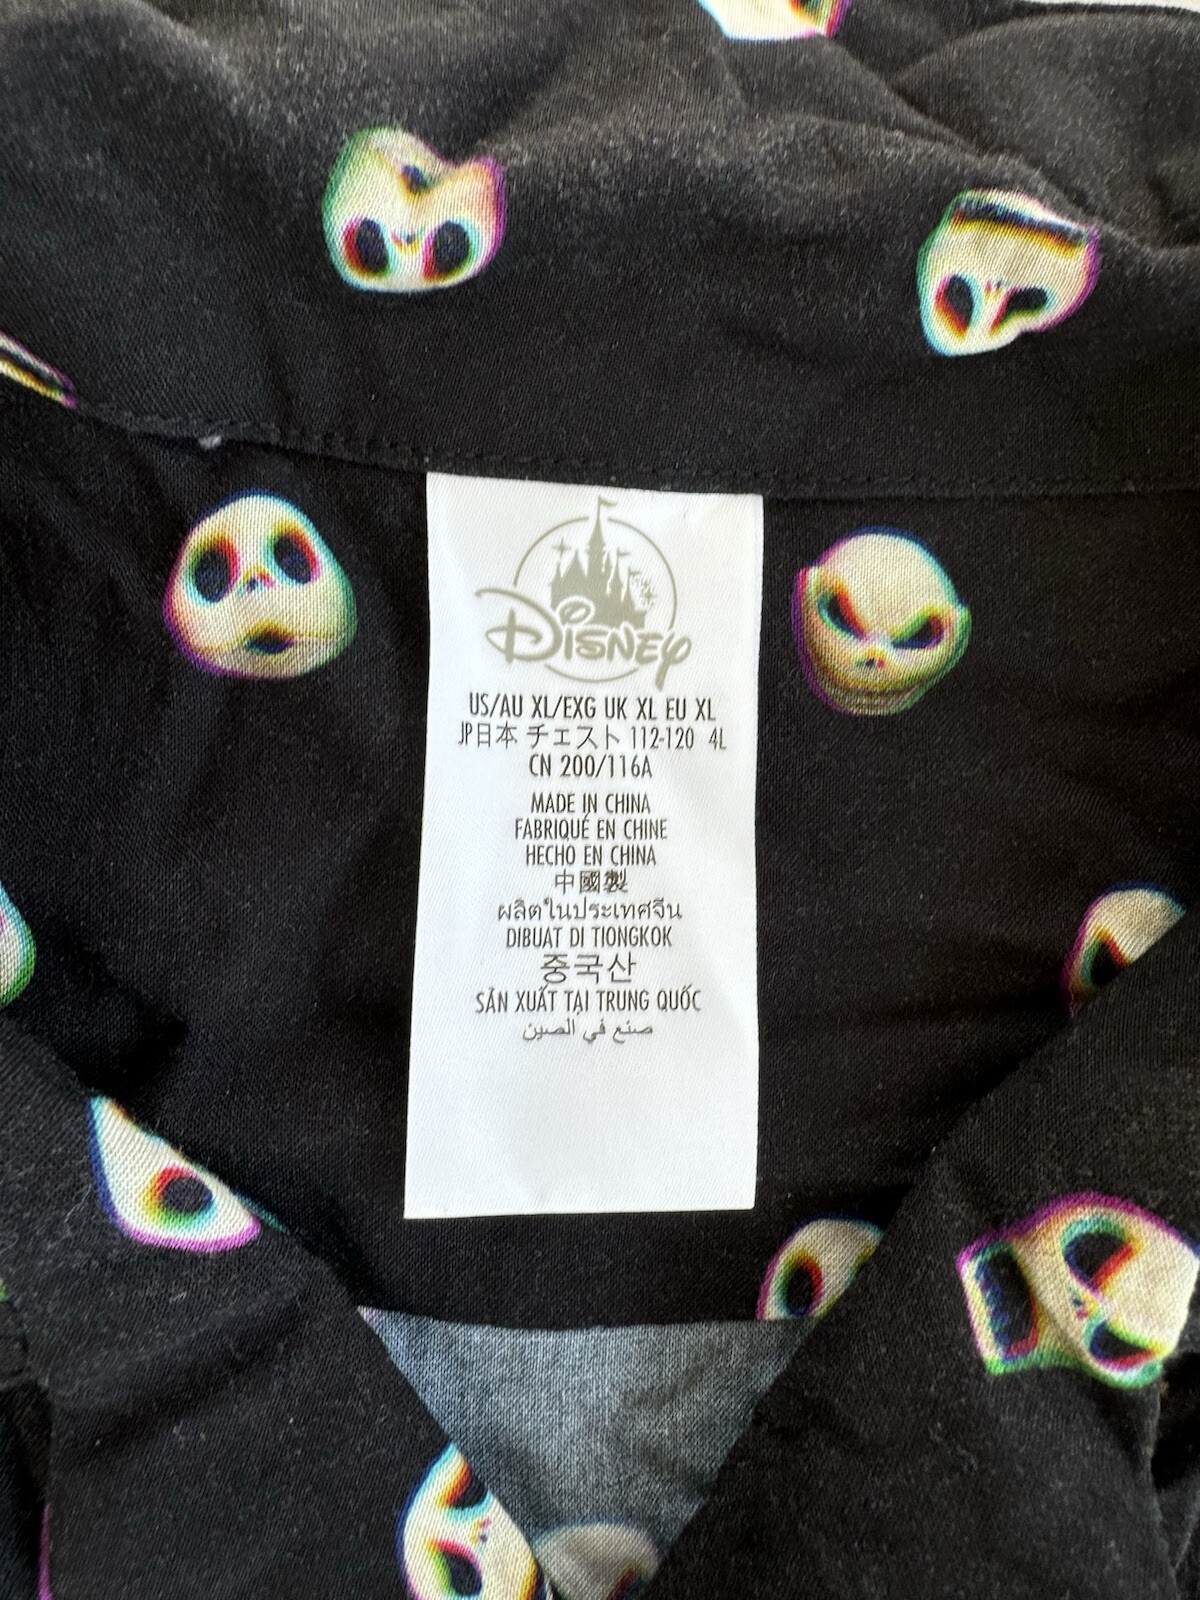 Disney
US/AU XL/EXG UK XL EU XL
JP日本 チェスト 112-120 4L
CN 200/116A
MADE IN CHINA
FABRIQUÉ EN CHINE
HECHO EN CHINA
中國製
ผลิตในประเทศจีน
DIBUAT DI TIONGKOK
중국산
SẢN XUẤT TẠI TRUNG QUỐC
صنع في الصين